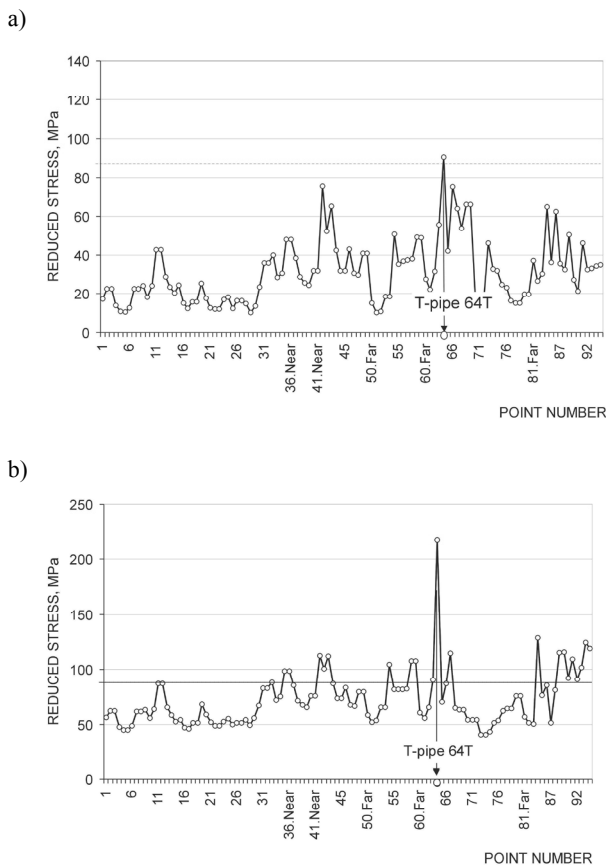 a)
140
120
100
80
60
40
20
0
REDUCED STRESS, MPa
T-pipe 64T
1
6
11
16
21
26
31
36.Near
41.Near
45
50.Far
55
60.Far
66
71
76
81.Far
87
92
POINT NUMBER
b)
250
200
150
100
50
0
REDUCED STRESS, MPa
T-pipe 64T
1
6
11
16
21
26
31
36.Near
41.Near
45
50.Far
55
60.Far
66
71
76
81.Far
87
92
POINT NUMBER